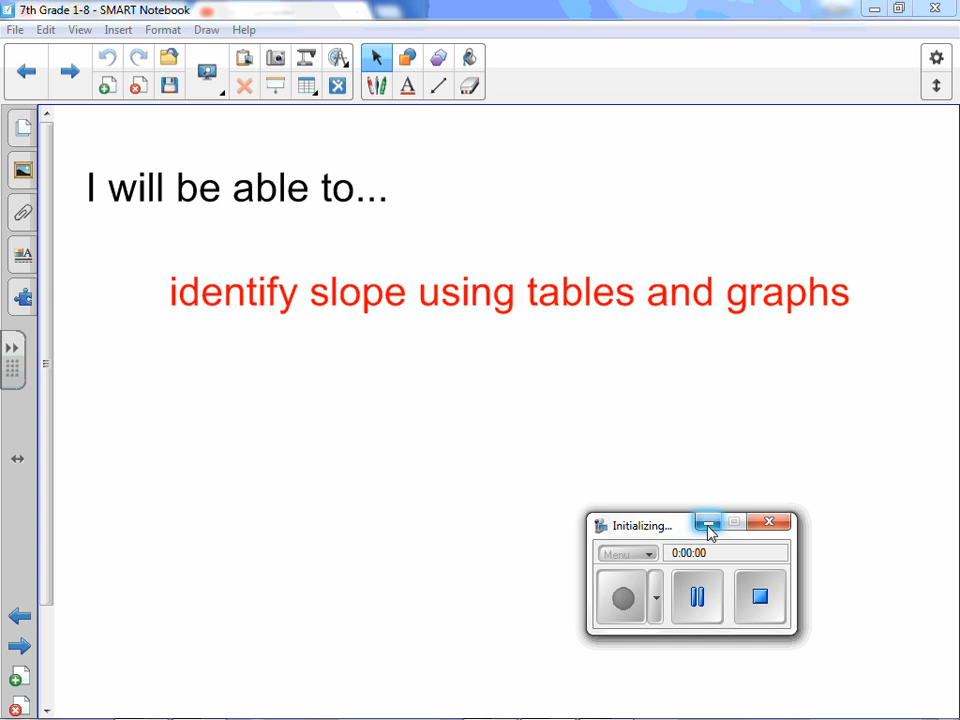 7th Grade 1-8 - SMART Notebook
File Edit View Insert Format Draw Help
I will be able to...
identify slope using tables and graphs
Initializing...
Menu 0:00:00